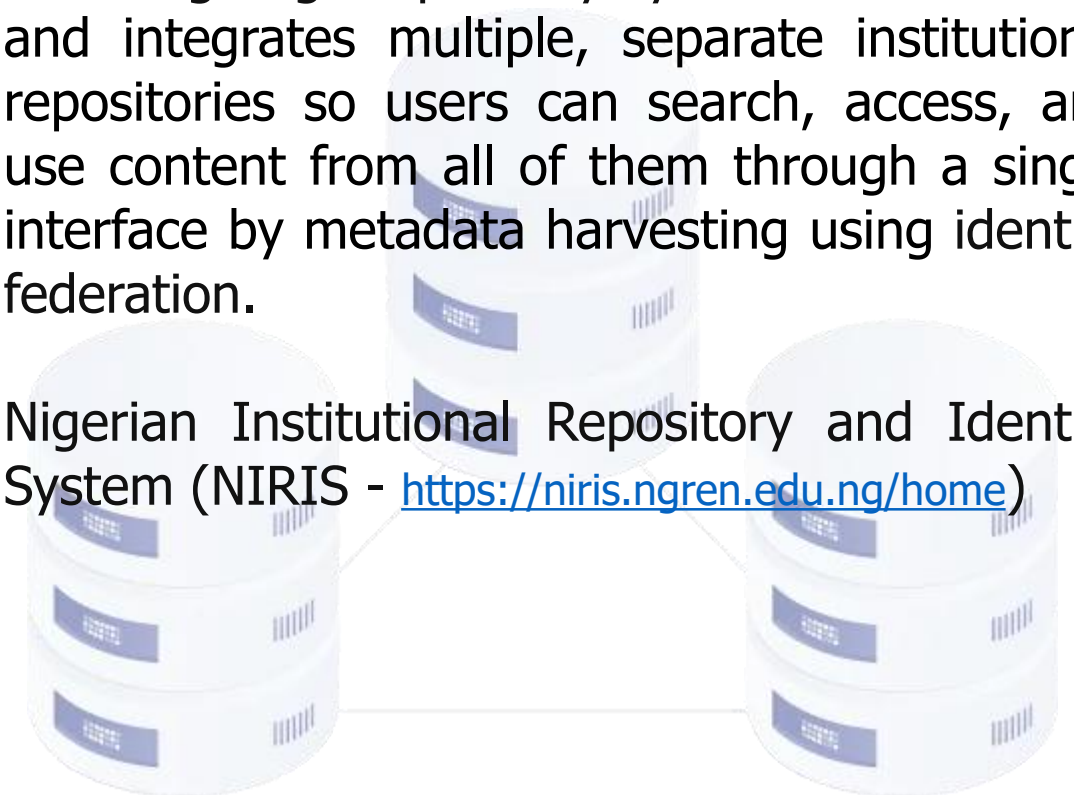 and integrates multiple, separate institution
repositories so users can search, access, an
use content from all of them through a sing
interface by metadata harvesting using ident
federation.
Nigerian Institutional Repository and Ident
System (NIRIS - https://niris.ngren.edu.ng/home)